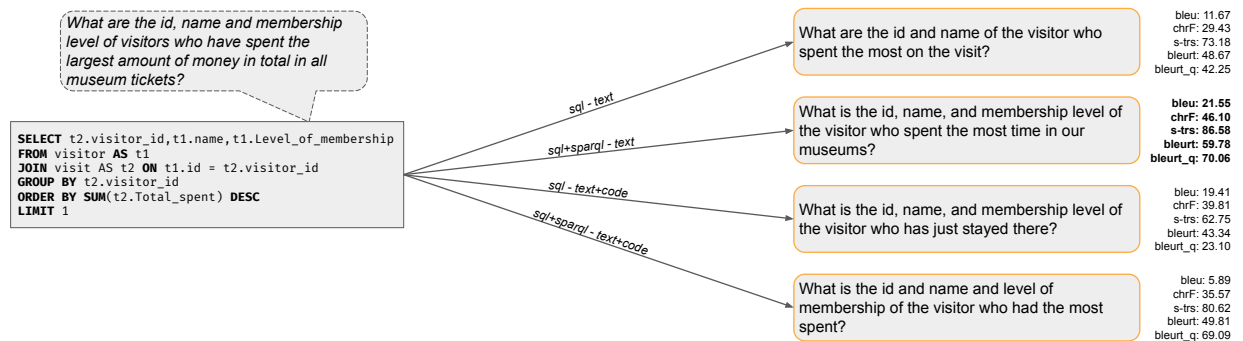 What are the id, name and membership
level of visitors who have spent the
largest amount of money in total in all
museum tickets?
SELECT t2.visitor_id,t1.name,t1.Level_of_membership
FROM visitor AS t1
JOIN visit AS t2 ON t1.id = t2.visitor_id
GROUP BY t2.visitor_id
ORDER BY SUM(t2.Total_spent) DESC
LIMIT 1
sql - text
sql+sparql - text
sql - text+code
sql+sparql - text+code
What are the id and name of the visitor who
spent the most on the visit?
bleu: 11.67
chrF: 29.43
s-trs: 73.18
bleurt: 48.67
bleurt_q: 42.25
What is the id, name, and membership level of
the visitor who spent the most time in our
museums?
bleu: 21.55
chrF: 46.10
s-trs: 86.58
bleurt: 59.78
bleurt_q: 70.06
What is the id, name, and membership level of
the visitor who has just stayed there?
bleu: 19.41
chrF: 39.81
s-trs: 62.75
bleurt: 43.34
bleurt_q: 23.10
What is the id and name and level of
membership of the visitor who had the most
spent?
bleu: 5.89
chrF: 35.57
s-trs: 80.62
bleurt: 49.81
bleurt_q: 69.09